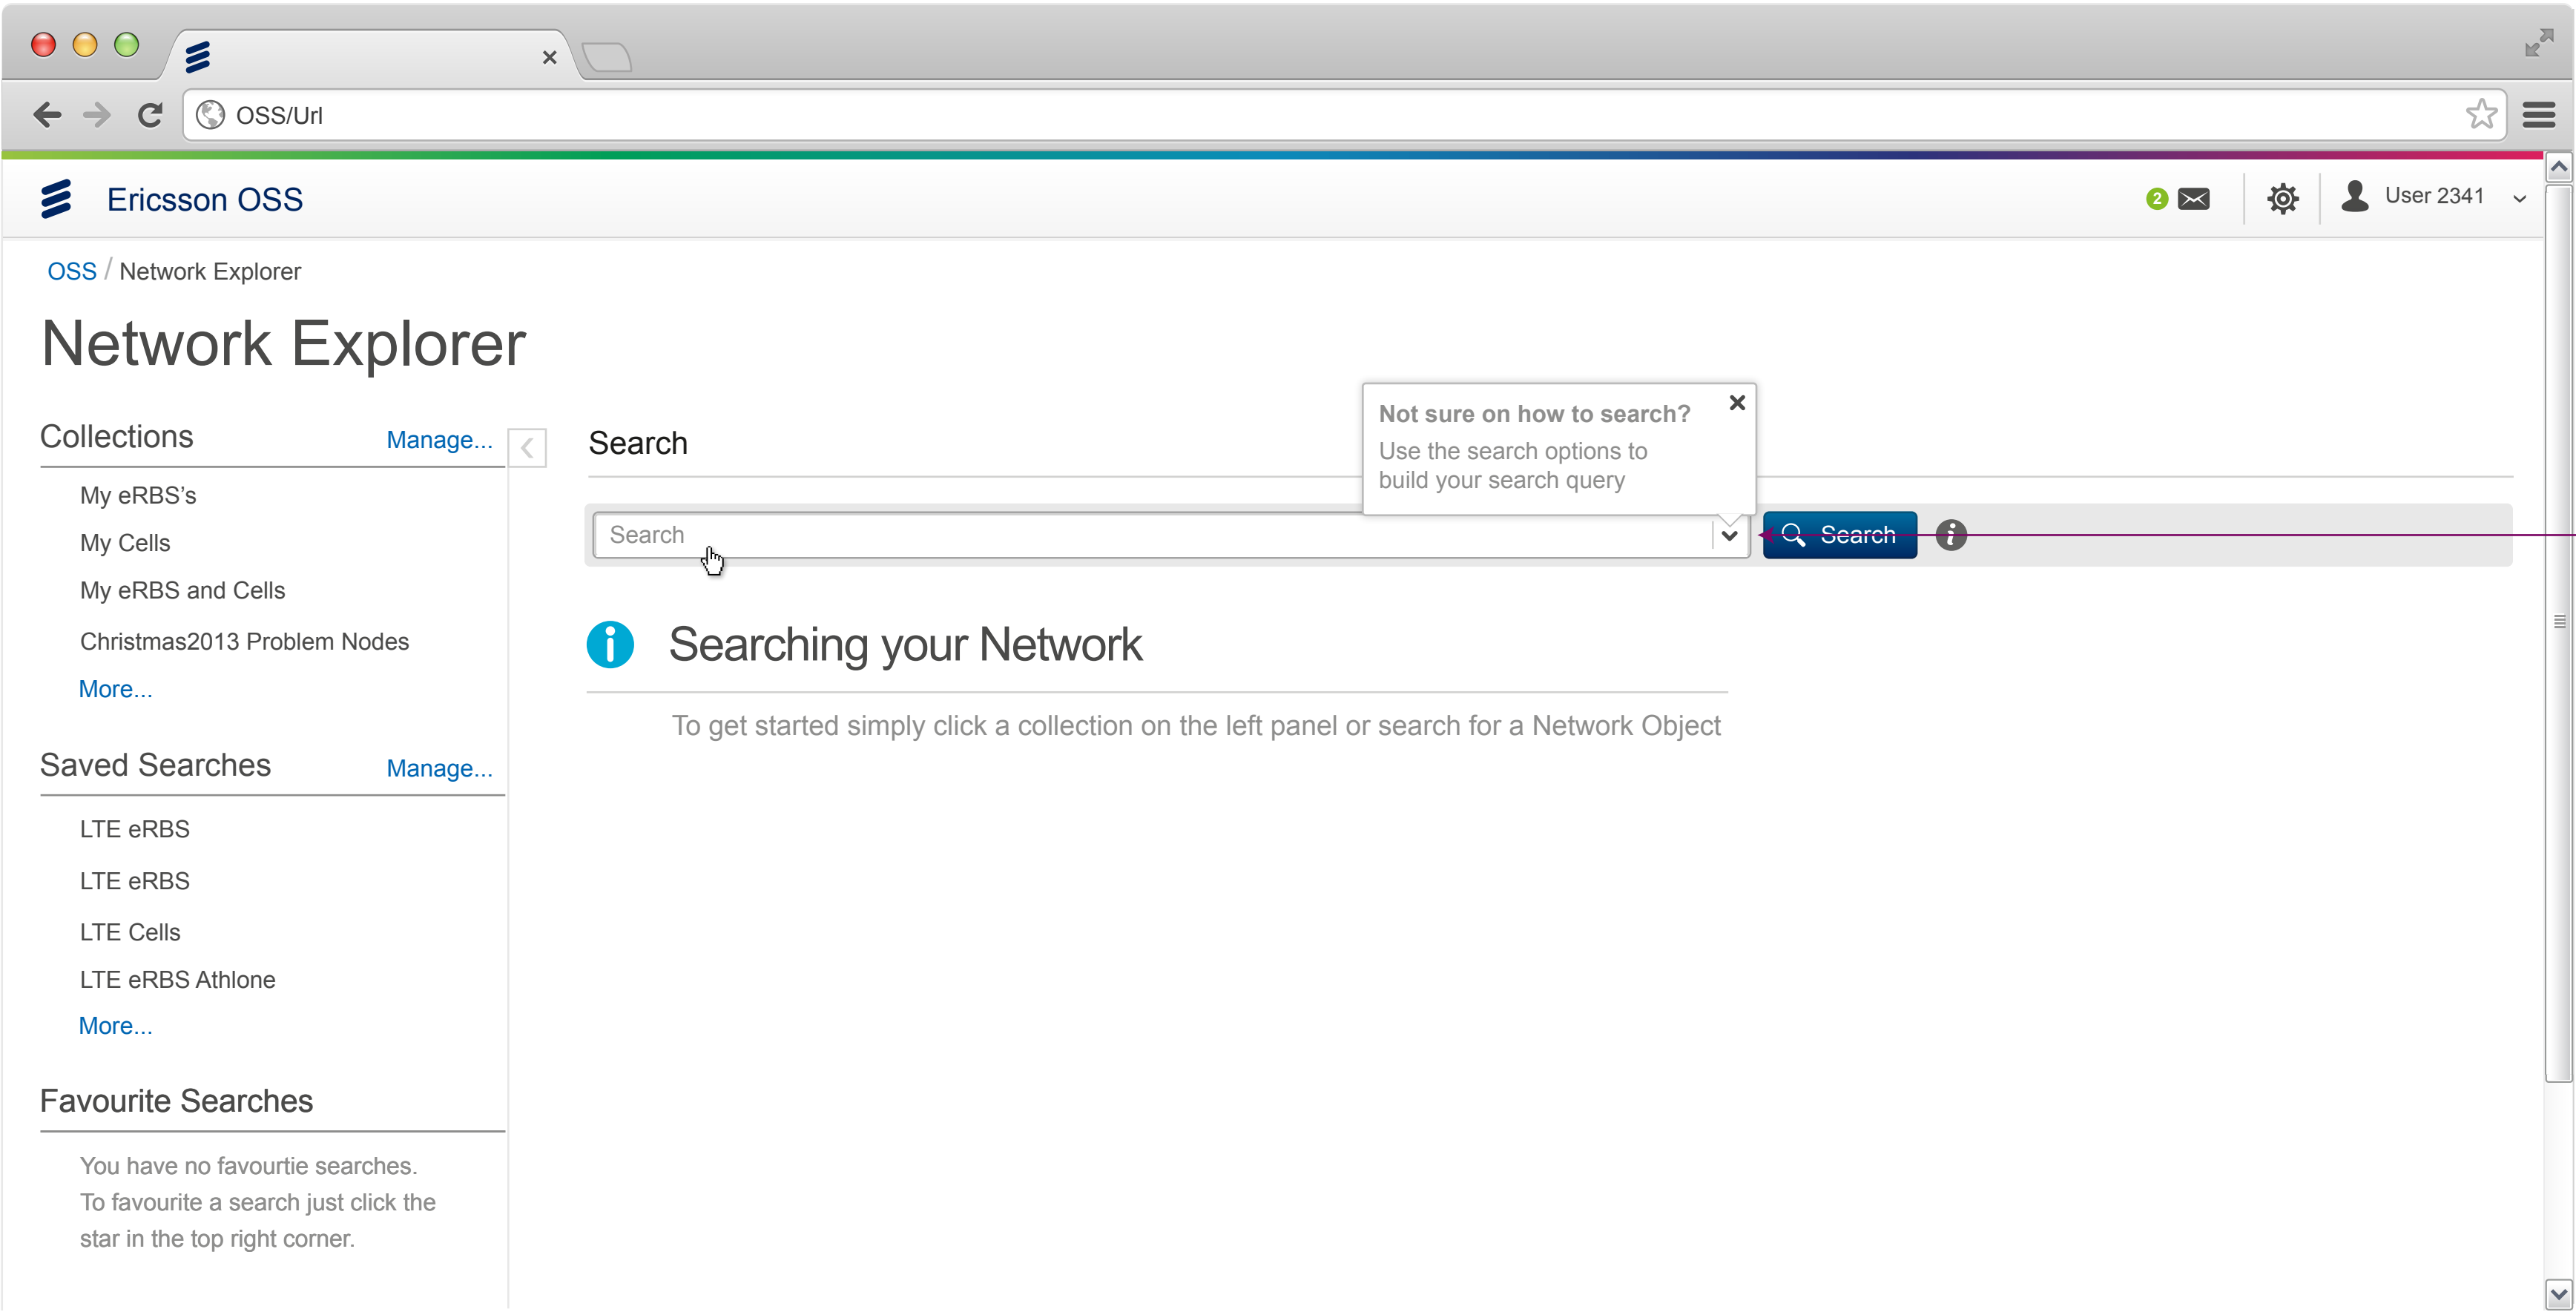 OSS/Url
Ericsson OSS
2
User 2341
OSS / Network Explorer
Network Explorer
Collections
Manage...
My eRBS’s
My Cells
My eRBS and Cells
Christmas2013 Problem Nodes
More...
Saved Searches
Manage...
LTE eRBS
LTE eRBS
LTE Cells
LTE eRBS Athlone
More...
Favourite Searches
You have no favourtie searches.
To favourite a search just click the
star in the top right corner.
Search
Not sure on how to search?
Use the search options to
build your search query
Search
Search
Searching your Network
To get started simply click a collection on the left panel or search for a Network Object